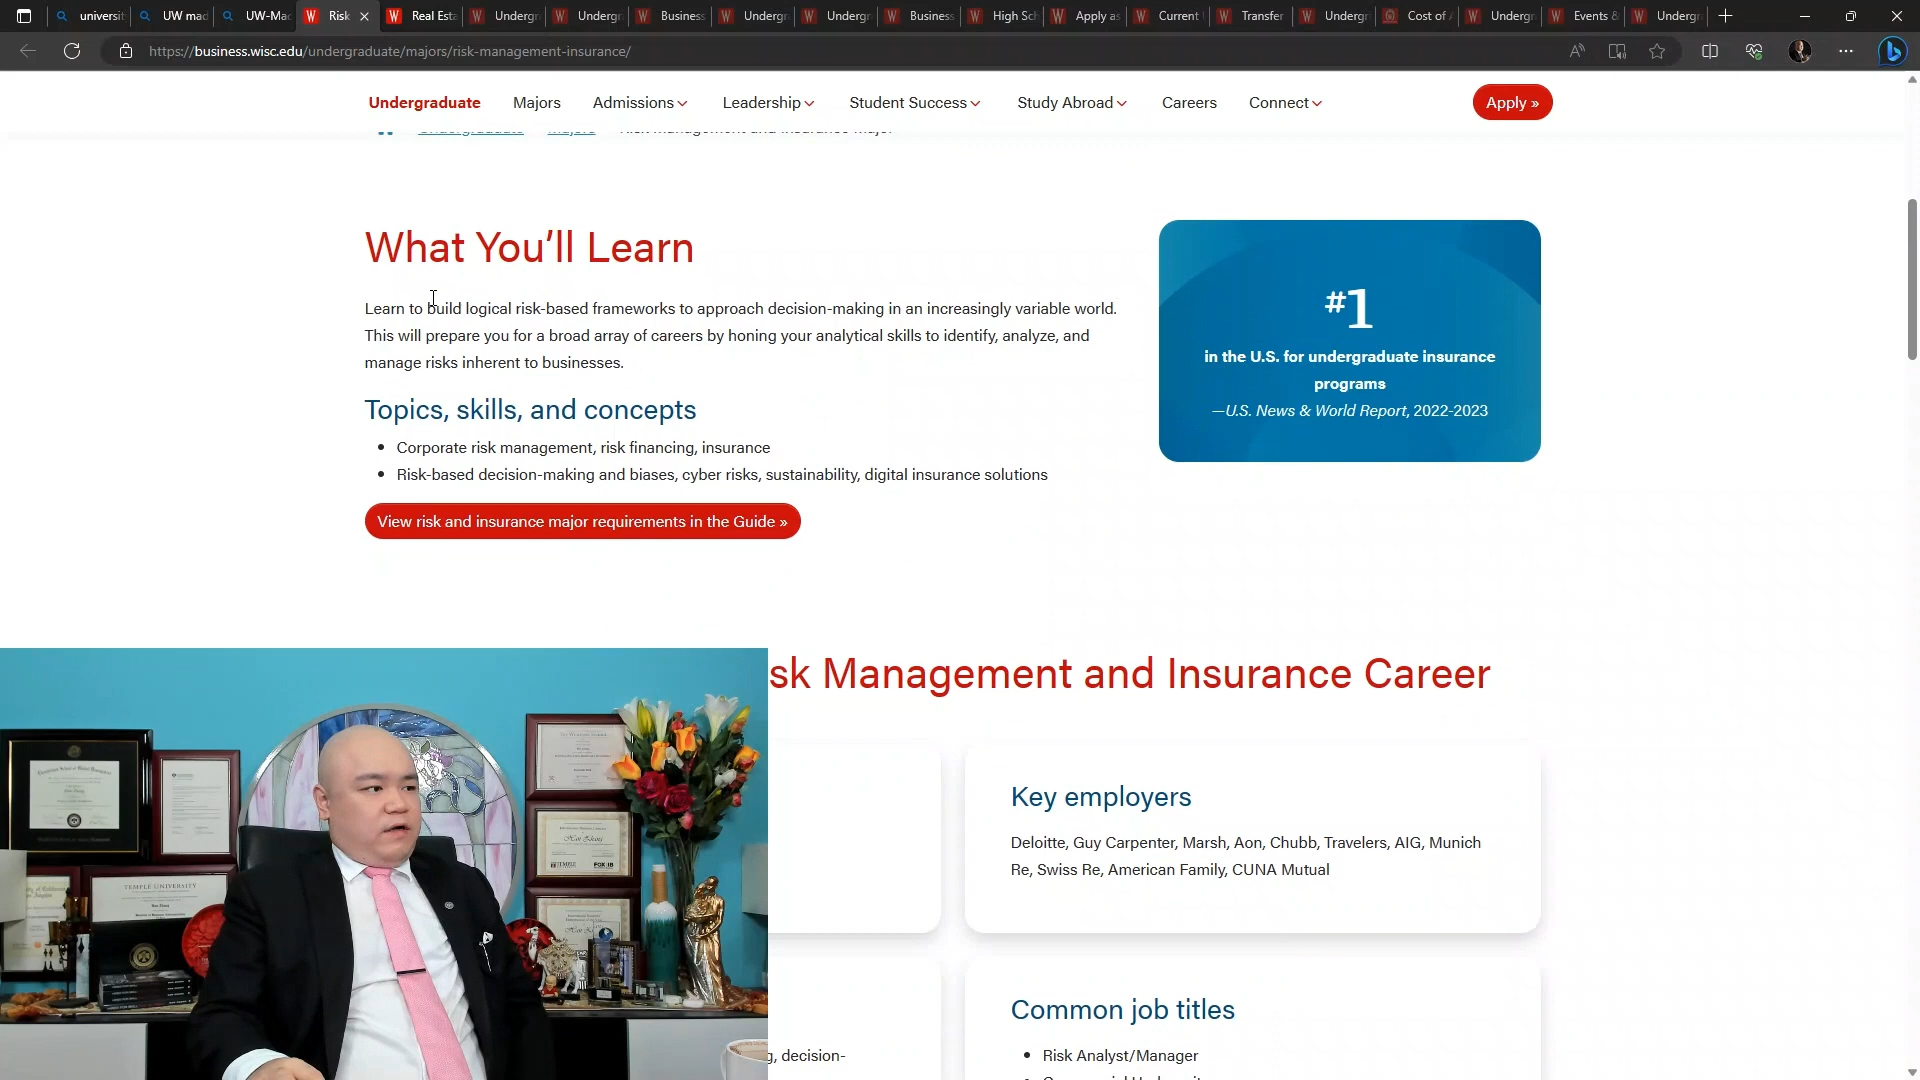 universi
UW mad
UW-Mad
Risk
Real Esta
Undergr
Undergr
Business
Undergr
Undergr
Business
High Sch
Apply as
Current
Transfer
Undergr
Cost of
Undergr
Events &
Undergr
https://business.wisc.edu/undergraduate/majors/risk-management-insurance/
Undergraduate Majors Admissions Leadership Student Success Study Abroad Careers Connect Apply »
What You'll Learn
Learn to build logical risk-based frameworks to approach decision-making in an increasingly variable world.
This will prepare you for a broad array of careers by honing your analytical skills to identify, analyze, and
manage risks inherent to businesses.
Topics, skills, and concepts
• Corporate risk management, risk financing, insurance
• Risk-based decision-making and biases, cyber risks, sustainability, digital insurance solutions
View risk and insurance major requirements in the Guide »
#1
in the U.S. for undergraduate insurance
programs
—U.S. News & World Report, 2022-2023
sk Management and Insurance Career
Key employers
Deloitte, Guy Carpenter, Marsh, Aon, Chubb, Travelers, AIG, Munich
Re, Swiss Re, American Family, CUNA Mutual
Common job titles
• Risk Analyst/Manager
g, decision-
TEMPLE UNIVERSITY
TEMPLE
FOX IB